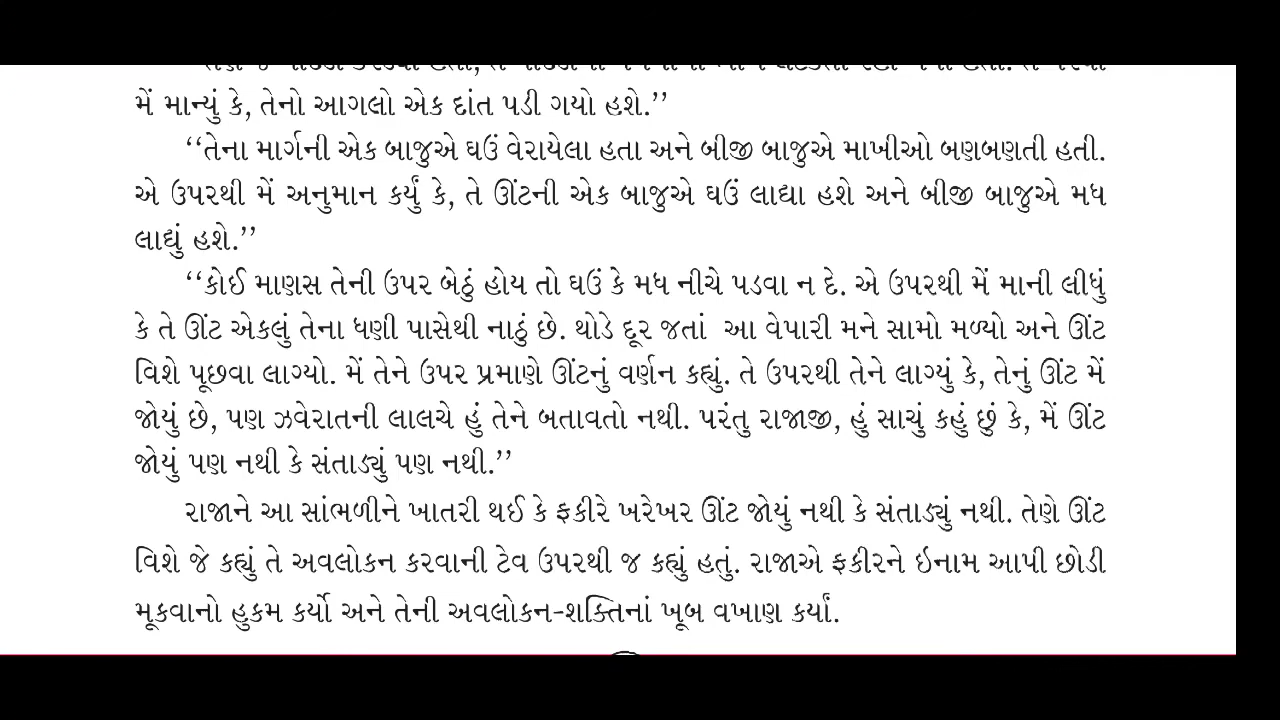 મેં માન્યું કે, તેનો આગલો એક દાંત પડી ગયો હશે.’’
‘‘તેના માર્ગની એક બાજુએ ઘઉં વેરાયેલા હતા અને બીજી બાજુએ માખીઓ બણબણતી હતી.
એ ઉપરથી મેં અનુમાન કર્યું કે, તે ઊંટની એક બાજુએ ઘઉં લાદ્યા હશે અને બીજી બાજુએ મધ
લાદ્યું હશે.’’
‘‘કોઈ માણસ તેની ઉપર બેઠું હોય તો ઘઉં કે મધ નીચે પડવા ન દે. એ ઉપરથી મેં માની લીધું
કે તે ઊંટ એકલું તેના ધણી પાસેથી નાઠું છે. થોડે દૂર જતાં આ વેપારી મને સામો મળ્યો અને ઊંટ
વિશે પૂછવા લાગ્યો. મેં તેને ઉપર પ્રમાણે ઊંટનું વર્ણન કહ્યું. તે ઉપરથી તેને લાગ્યું કે, તેનું ઊંટ મેં
જોયું છે, પણ ઝવેરાતની લાલચે હું તેને બતાવતો નથી. પરંતુ રાજાજી, હું સાચું કહું છું કે, મેં ઊંટ
જોયું પણ નથી કે સંતાડ્યું પણ નથી.’’
રાજાને આ સાંભળીને ખાતરી થઈ કે ફકીરે ખરેખર ઊંટ જોયું નથી કે સંતાડ્યું નથી. તેણે ઊંટ
વિશે જે કહ્યું તે અવલોકન કરવાની ટેવ ઉપરથી જ કહ્યું હતું. રાજાએ ફકીરને ઇનામ આપી છોડી
મૂકવાનો હુકમ કર્યો અને તેની અવલોકન-શક્તિનાં ખૂબ વખાણ કર્યાં.